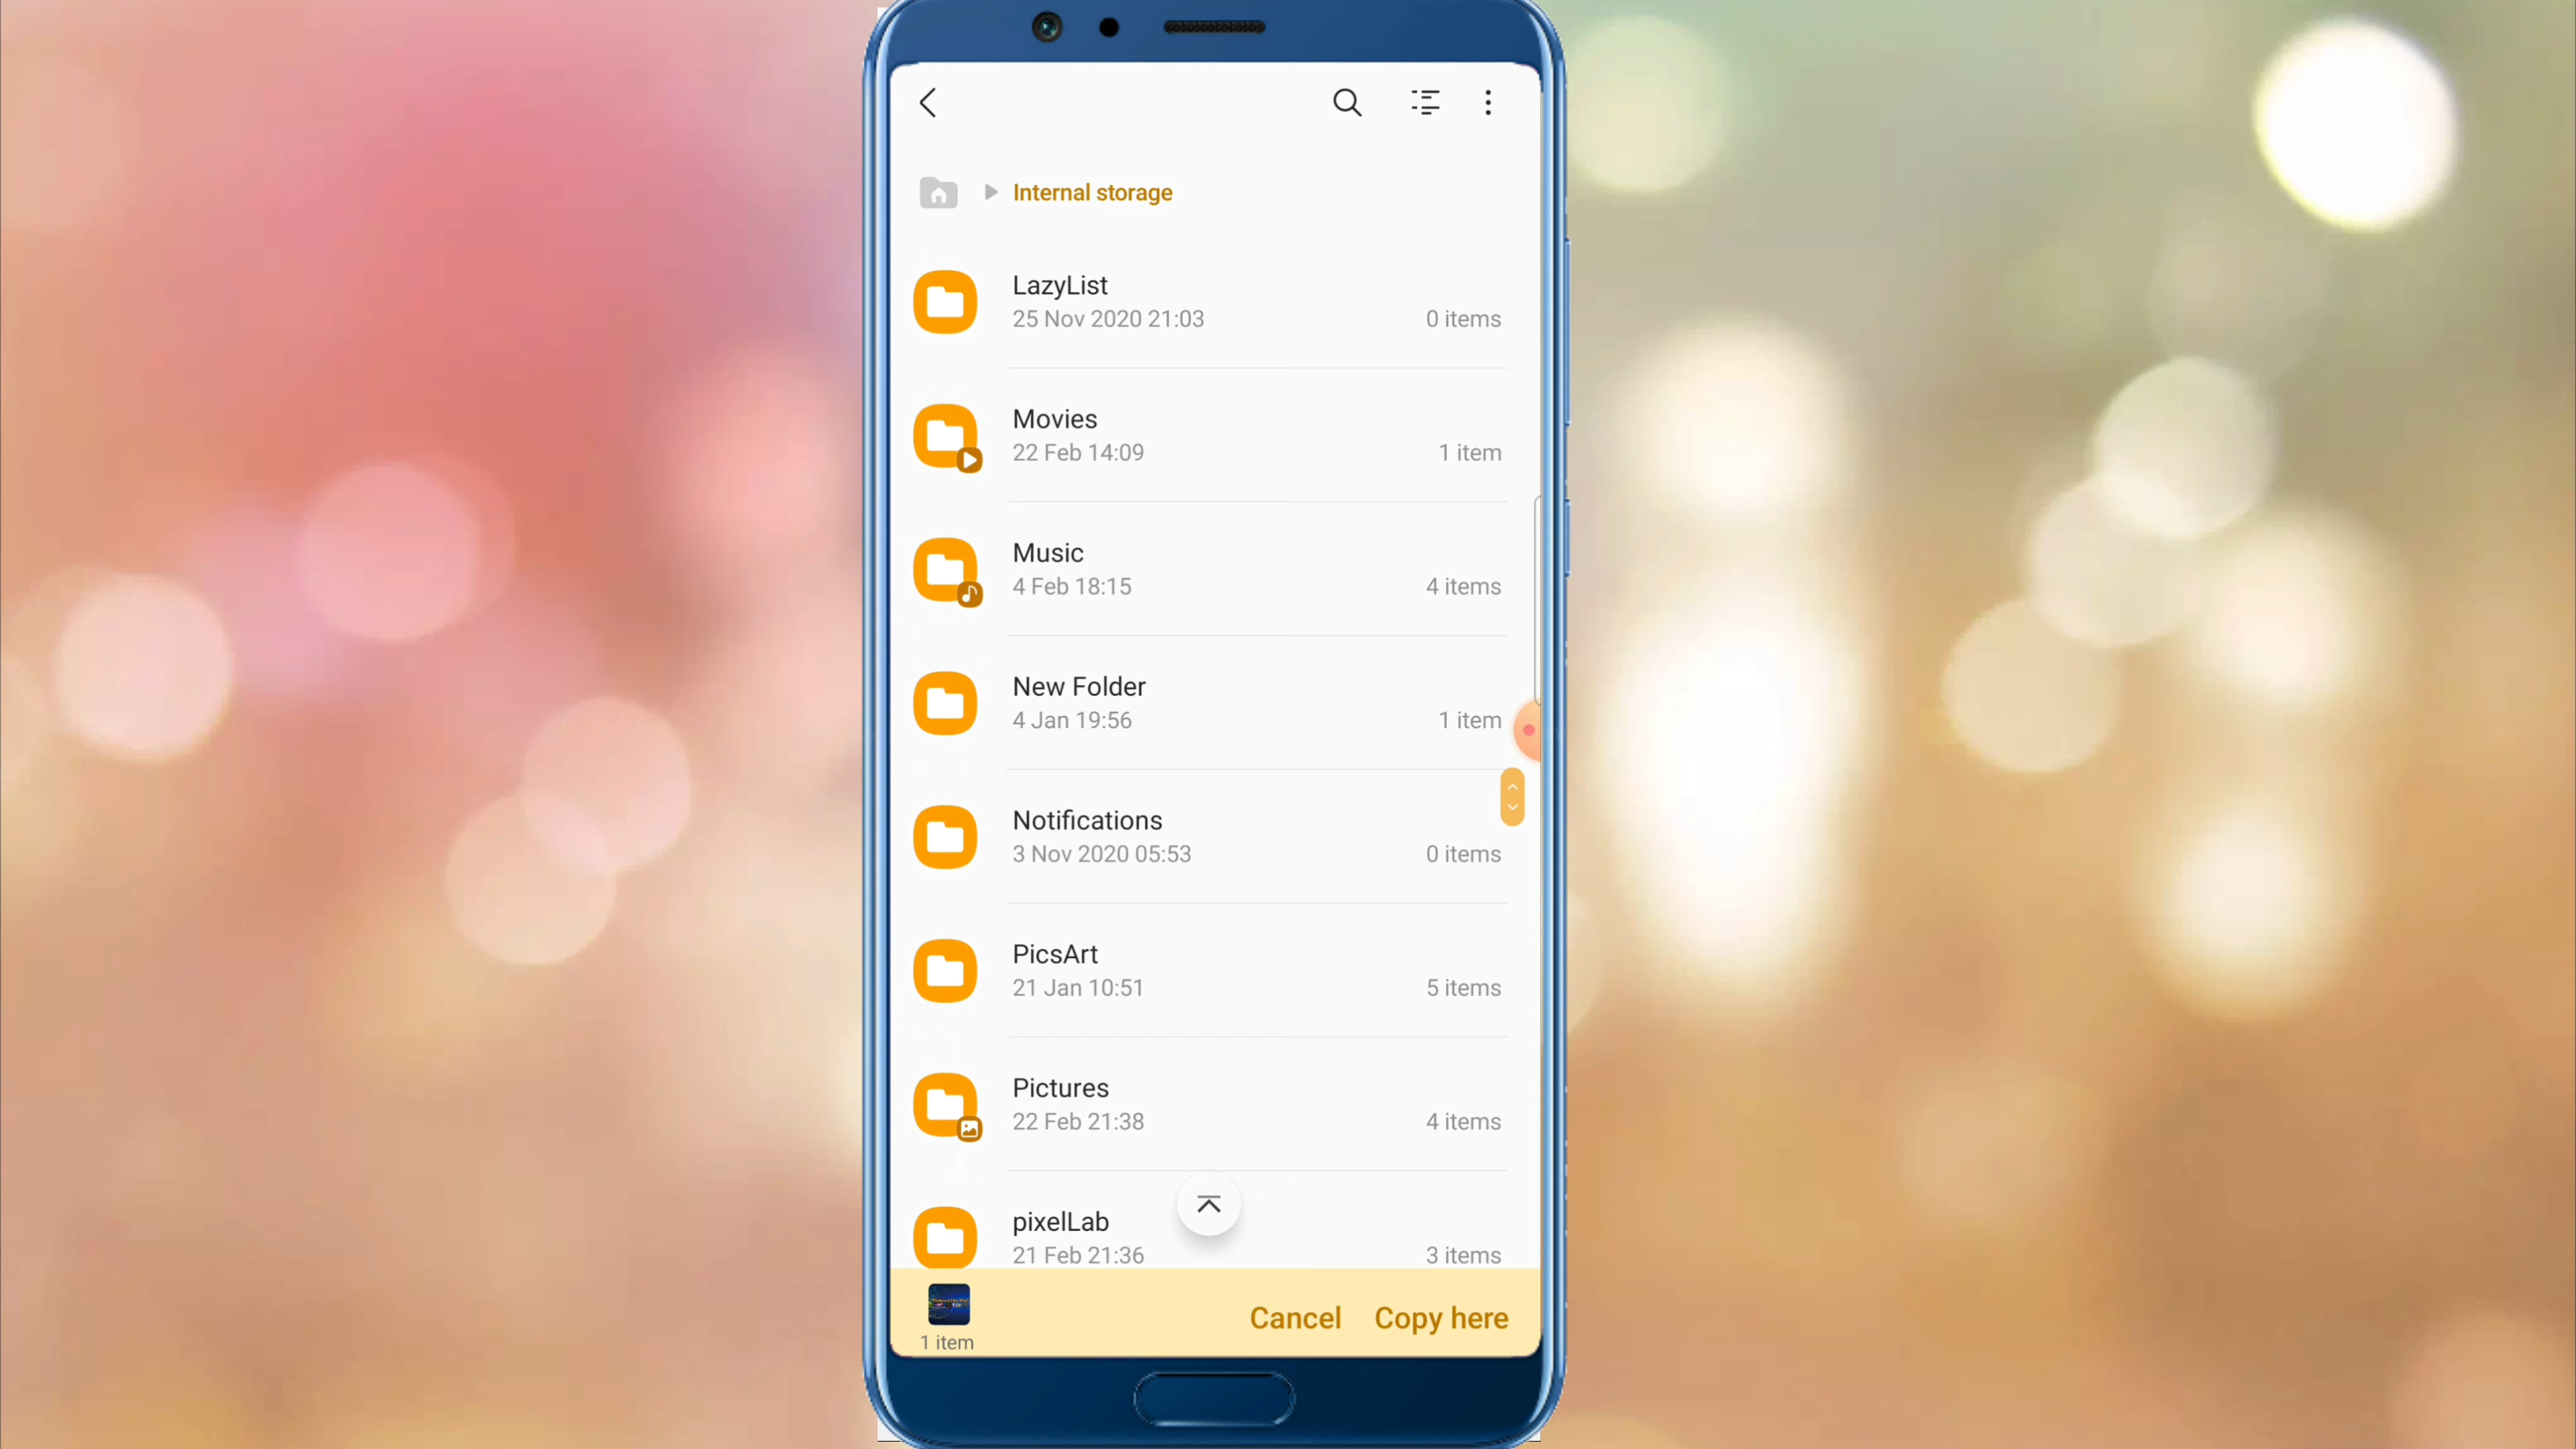 Internal storage
LazyList
25 Nov 2020 21:03
0 items
Movies
22 Feb 14:09
1 item
Music
4 Feb 18:15
4 items
New Folder
4 Jan 19:56
1 item
Notifications
3 Nov 2020 05:53
0 items
PicsArt
21 Jan 10:51
5 items
Pictures
22 Feb 21:38
4 items
pixelLab
21 Feb 21:36
3 items
1 item
Cancel
Copy here